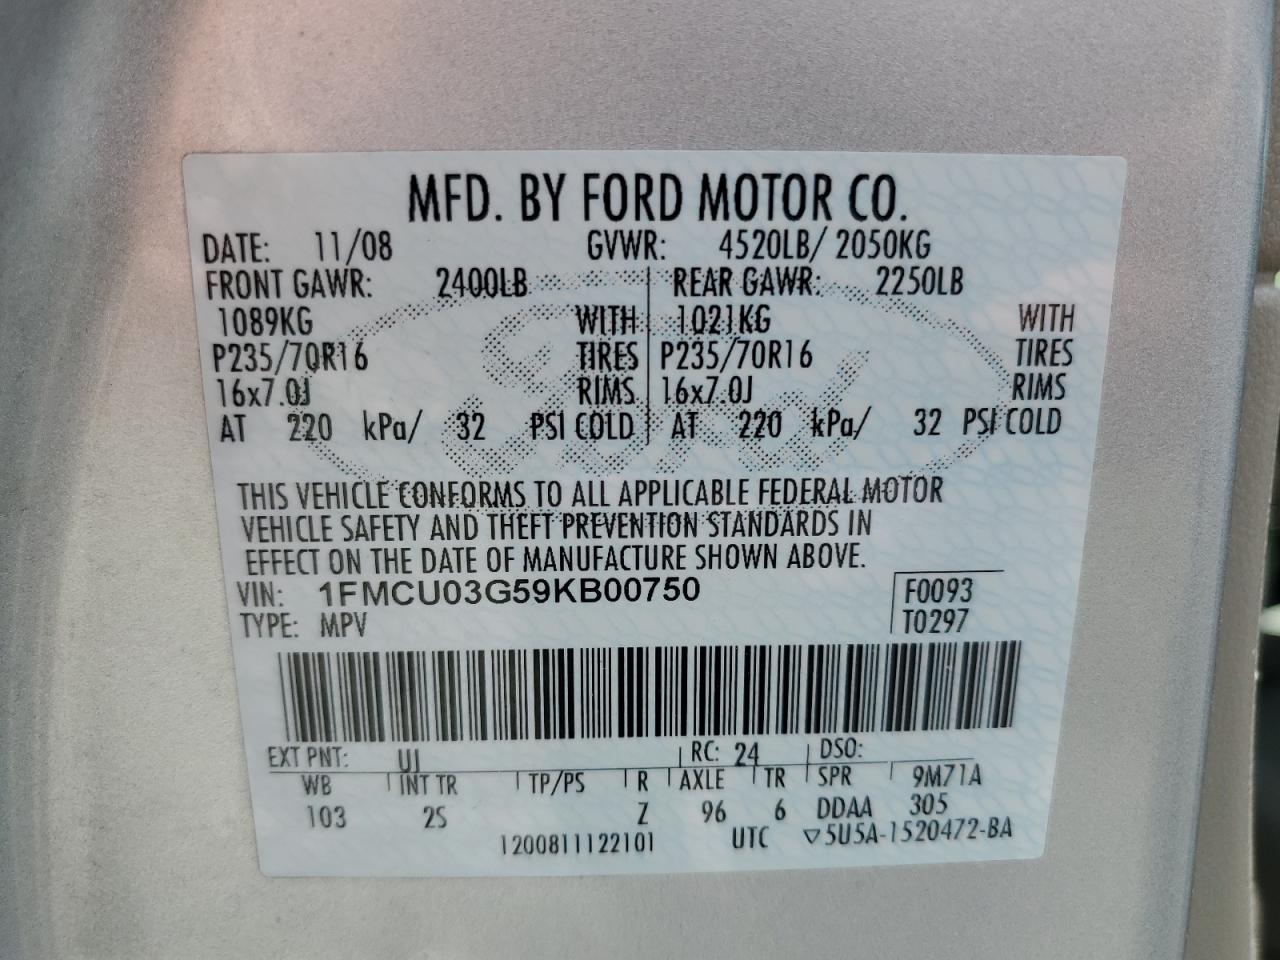 MFD. BY FORD MOTOR CO.
DATE: 11/08 GVWR: 4520LB/ 2050KG
FRONT GAWR: 2400LB REAR GAWR: 2250LB
1089KG WITH 1021KG WITH
P235/70R16 TIRES P235/70R16 TIRES
16x7.0J RIMS 16x7.0J RIMS
AT 220 kPa/ 32 PSI COLD AT 220 kPa/ 32 PSI COLD
Ford
THIS VEHICLE CONFORMS TO ALL APPLICABLE FEDERAL MOTOR
VEHICLE SAFETY AND THEFT PREVENTION STANDARDS IN
EFFECT ON THE DATE OF MANUFACTURE SHOWN ABOVE.
VIN: 1FMCU03G59KB00750 F0093
TYPE: MPV T0297
EXT PNT: UJ RC: 24 DSO:
WB INT TR TP/PS R AXLE TR SPR 9M71A
103 2S Z 96 6 DDAA 305
1200811122101 UTC ▽5U5A-1520472-BA